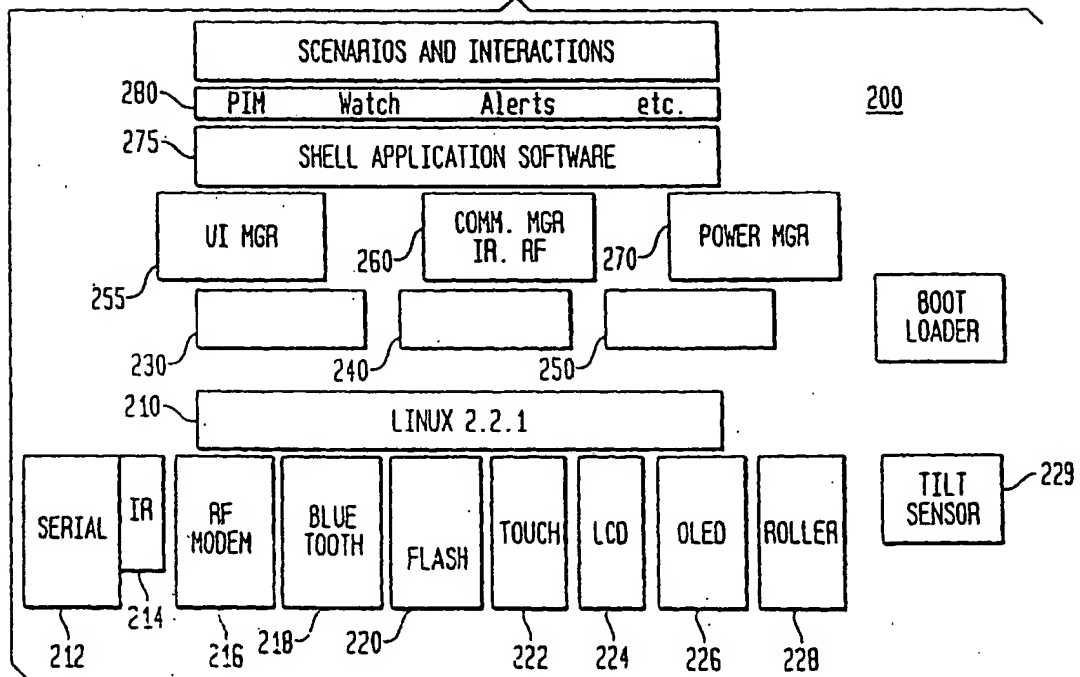 SCENARIOS AND INTERACTIONS
280
PIM Watch Alerts etc.
200
275
SHELL APPLICATION SOFTWARE
UI MGR
COMM. MGR
IR. RF
POWER MGR
255
260
270
BOOT
LOADER
230
240
250
210
LINUX 2.2.1
SERIAL
IR
RF
MODEM
BLUE
TOOTH
FLASH
TOUCH
LCD
OLED
ROLLER
TILT
SENSOR
229
212
214
216
218
220
222
224
226
228